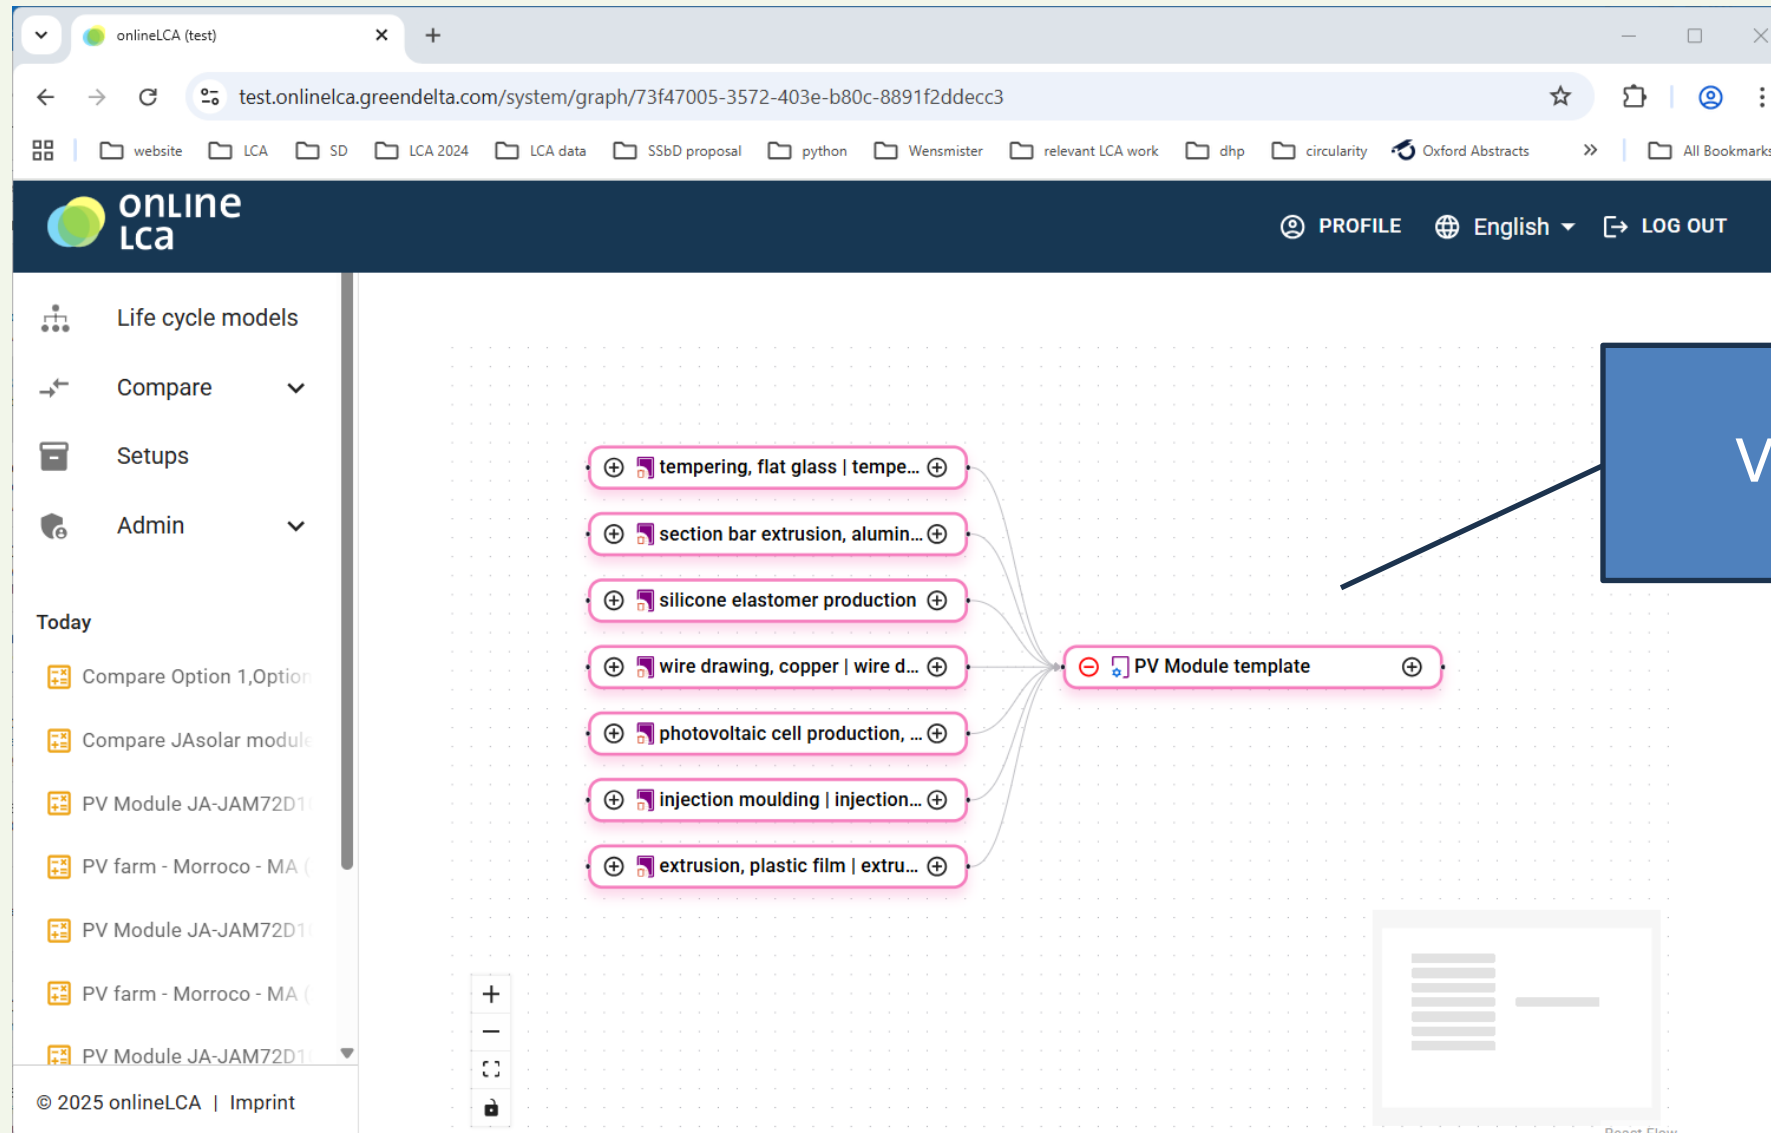 onlineLCA (test)
test.onlinelca.greendelta.com/system/graph/73f47005-3572-403e-b80c-8891f2ddecc3
website LCA SD LCA 2024 LCA data SSbD proposal python Wensmister relevant LCA work dhp circularity Oxford Abstracts » All Bookmarks
onLine
Lca
PROFILE English LOG OUT
Life cycle models
Compare
Setups
Admin
Today
Compare Option 1,Option
Compare JAsolar module
PV Module JA-JAM72D1
PV farm - Morroco - MA (
PV Module JA-JAM72D1
PV farm - Morroco - MA (
PV Module JA-JAM72D1
© 2025 onlineLCA | Imprint
tempering, flat glass | tempe...
section bar extrusion, alumin...
silicone elastomer production
wire drawing, copper | wire d...
photovoltaic cell production, ...
injection moulding | injection...
extrusion, plastic film | extru...
PV Module template
V
React Flow